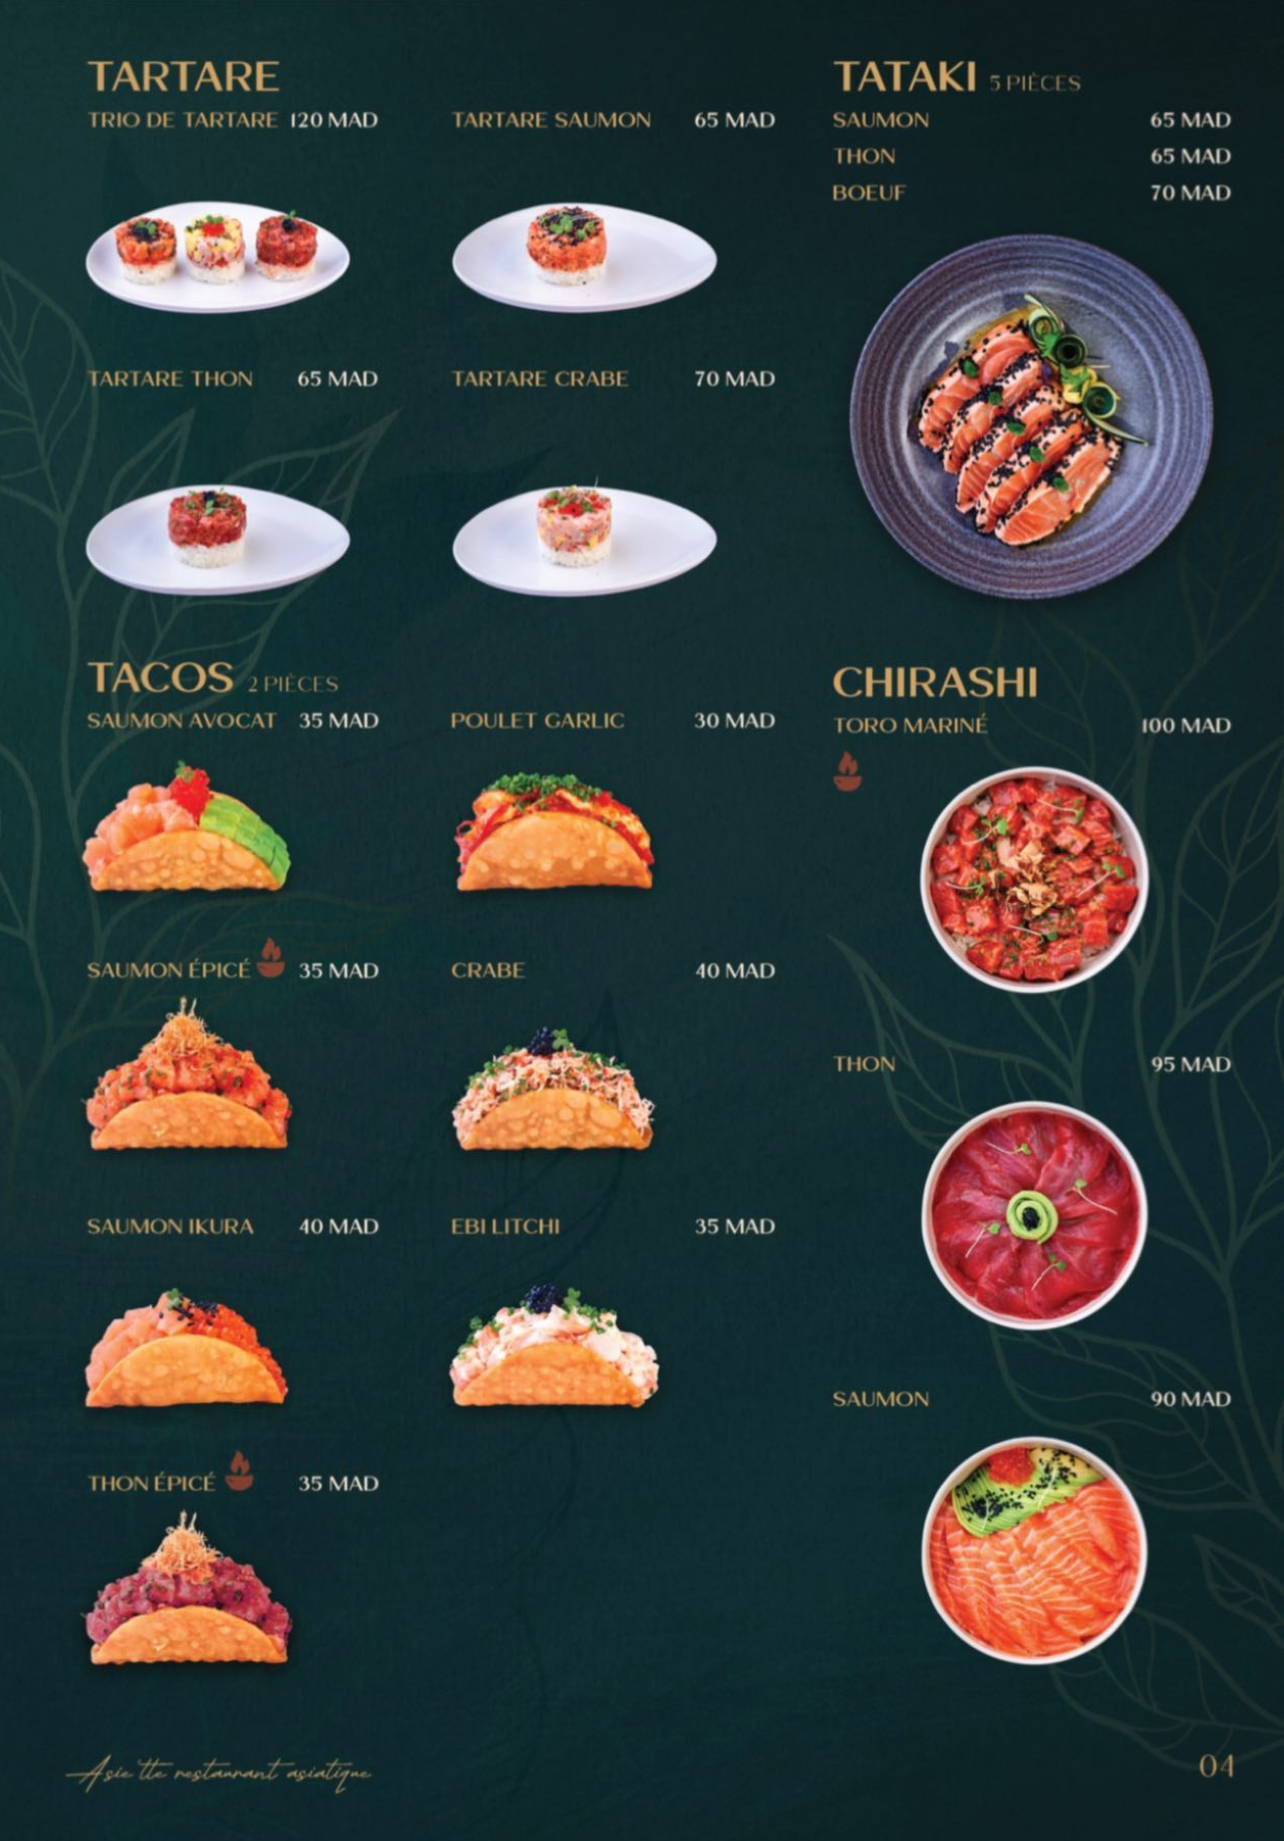 TARTARE
TRIO DE TARTARE 120 MAD
TARTARE SAUMON 65 MAD
TARTARE THON 65 MAD
TARTARE CRABE 70 MAD
TATAKI 5 PIÈCES
SAUMON 65 MAD
THON 65 MAD
BOEUF 70 MAD
TACOS 2 PIÈCES
SAUMON AVOCAT 35 MAD
POULET GARLIC 30 MAD
SAUMON ÉPICÉ 35 MAD
CRABE 40 MAD
SAUMON IKURA 40 MAD
EBI LITCHI 35 MAD
THON ÉPICÉ 35 MAD
CHIRASHI
TORO MARINÉ 100 MAD
THON 95 MAD
SAUMON 90 MAD
Asie tte restaurant asiatique
04